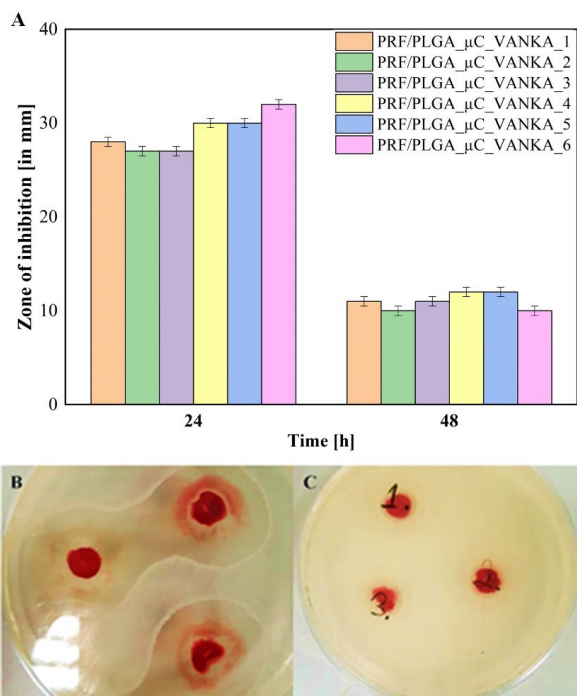 A
40
30
20
10
0
Zone of inhibition [in mm]
PRF/PLGA_µC_VANKA_1
PRF/PLGA_µC_VANKA_2
PRF/PLGA_µC_VANKA_3
PRF/PLGA_µC_VANKA_4
PRF/PLGA_µC_VANKA_5
PRF/PLGA_µC_VANKA_6
24
48
Time [h]
B
C
1.
2
3.